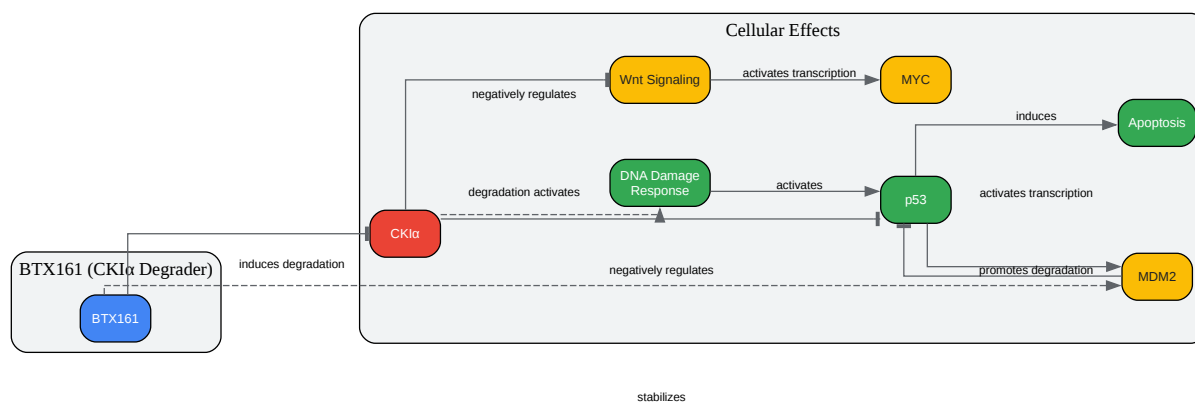 Cellular Effects
Wnt Signaling
activates transcription
MYC
negatively regulates
induces
Apoptosis
DNA Damage
Response
degradation activates
activates
p53
activates transcription
CKIα
BTX161 (CKIα Degrader)
induces degradation
negatively regulates
promotes degradation
MDM2
BTX161
stabilizes